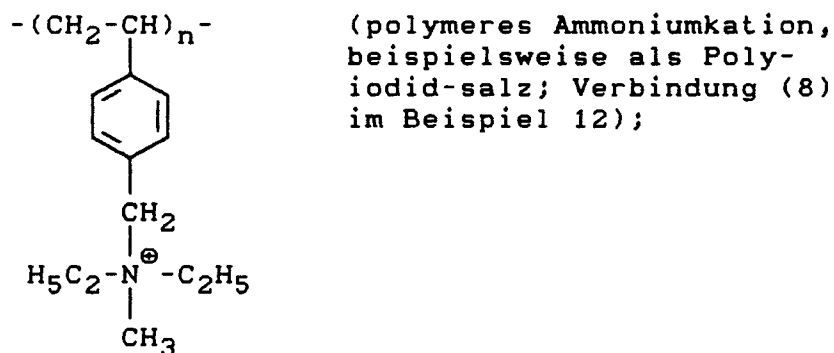 -(CH2-CH)n-
(polymeres Ammoniumkation,
beispielsweise als Poly-
iodid-salz; Verbindung (8)
im Beispiel 12);
CH2
H5C2-N⊕-C2H5
CH3